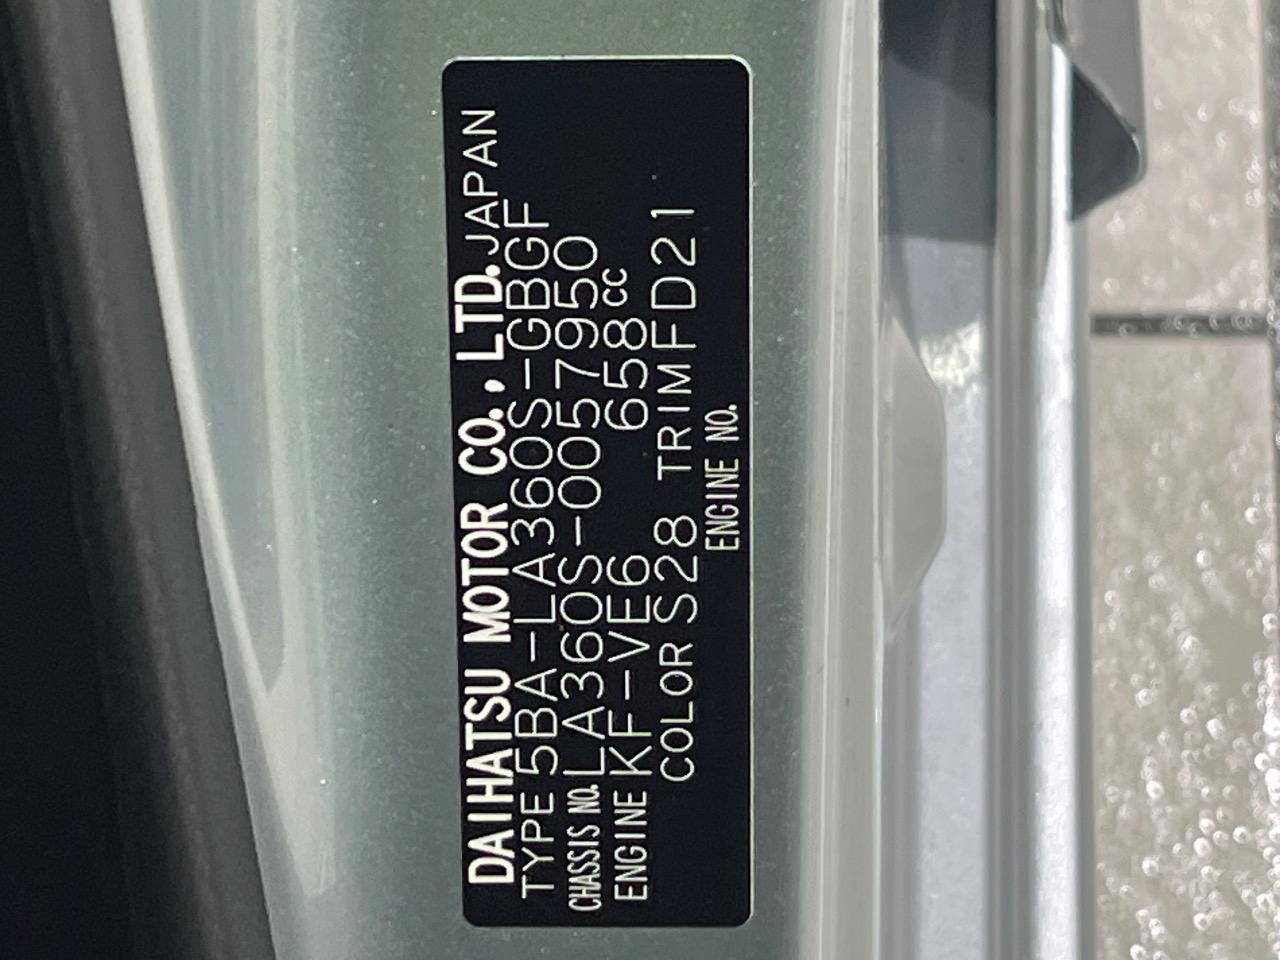 DAIHATSU MOTOR CO., LTD. JAPAN
TYPE 5BA-LA360S-GBGF
CHASSIS NO. LA360S-0057950
ENGINE KF-VE6 658cc
COLOR S28 TRIM FD21
ENGINE NO.